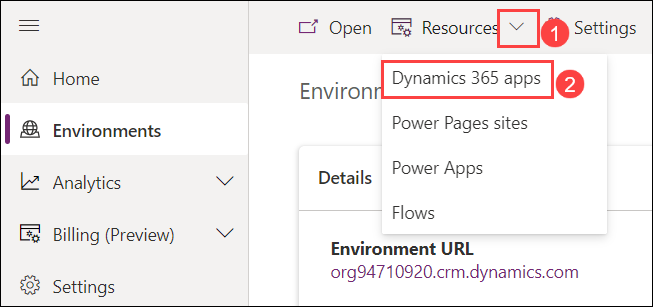 Open Resources 1 Settings
Home
Environm
Dynamics 365 apps 2
Environments
Power Pages sites
Analytics
Details
Power Apps
Billing (Preview)
Flows
Environment URL
Settings
org94710920.crm.dynamics.com